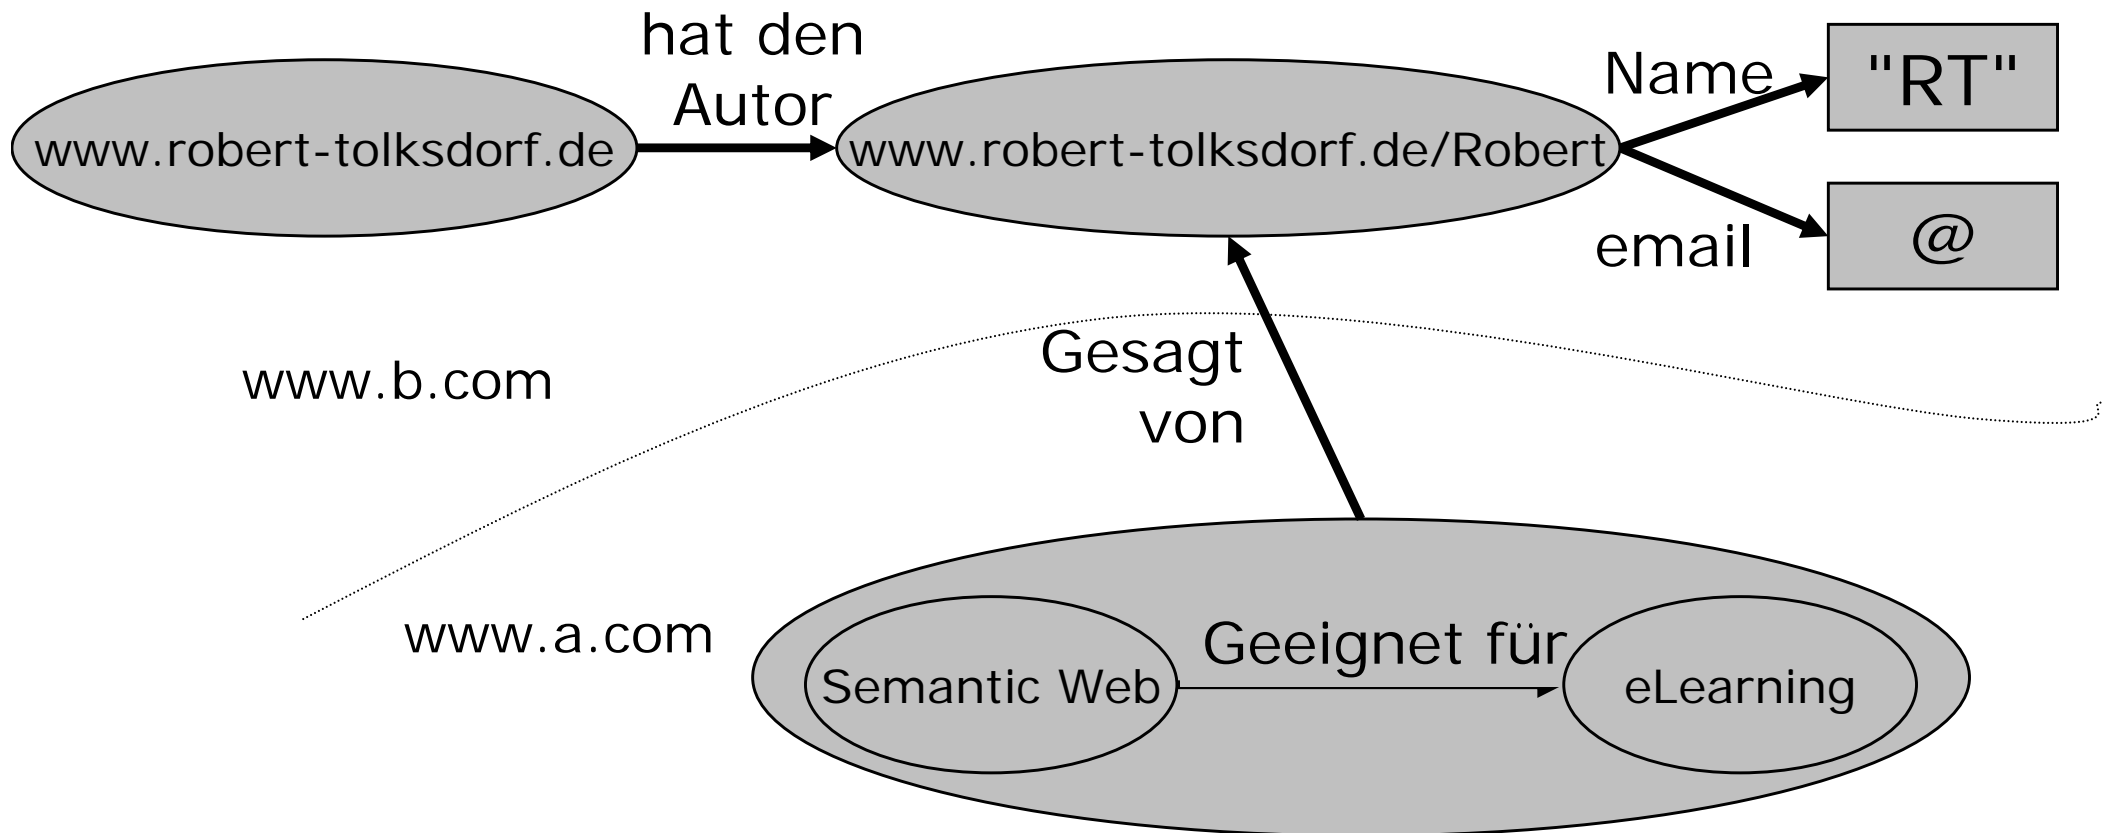 hat den
Autor
www.robert-tolksdorf.de
www.robert-tolksdorf.de/Robert
Name
"RT"
email
@
Gesagt
von
www.b.com
www.a.com
Semantic Web
Geeignet für
eLearning